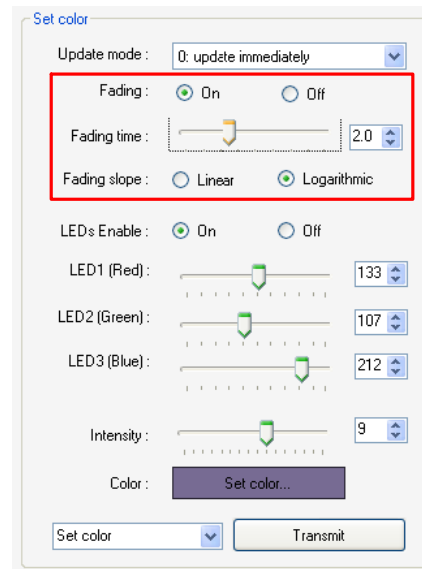 Set color
Update mode : 0: update immediately
Fading : On Off
Fading time : 2.0
Fading slope : Linear Logarithmic
LEDs Enable : On Off
LED1 (Red) : 133
LED2 (Green) : 107
LED3 (Blue) : 212
Intensity : 9
Color : Set color...
Set color Transmit